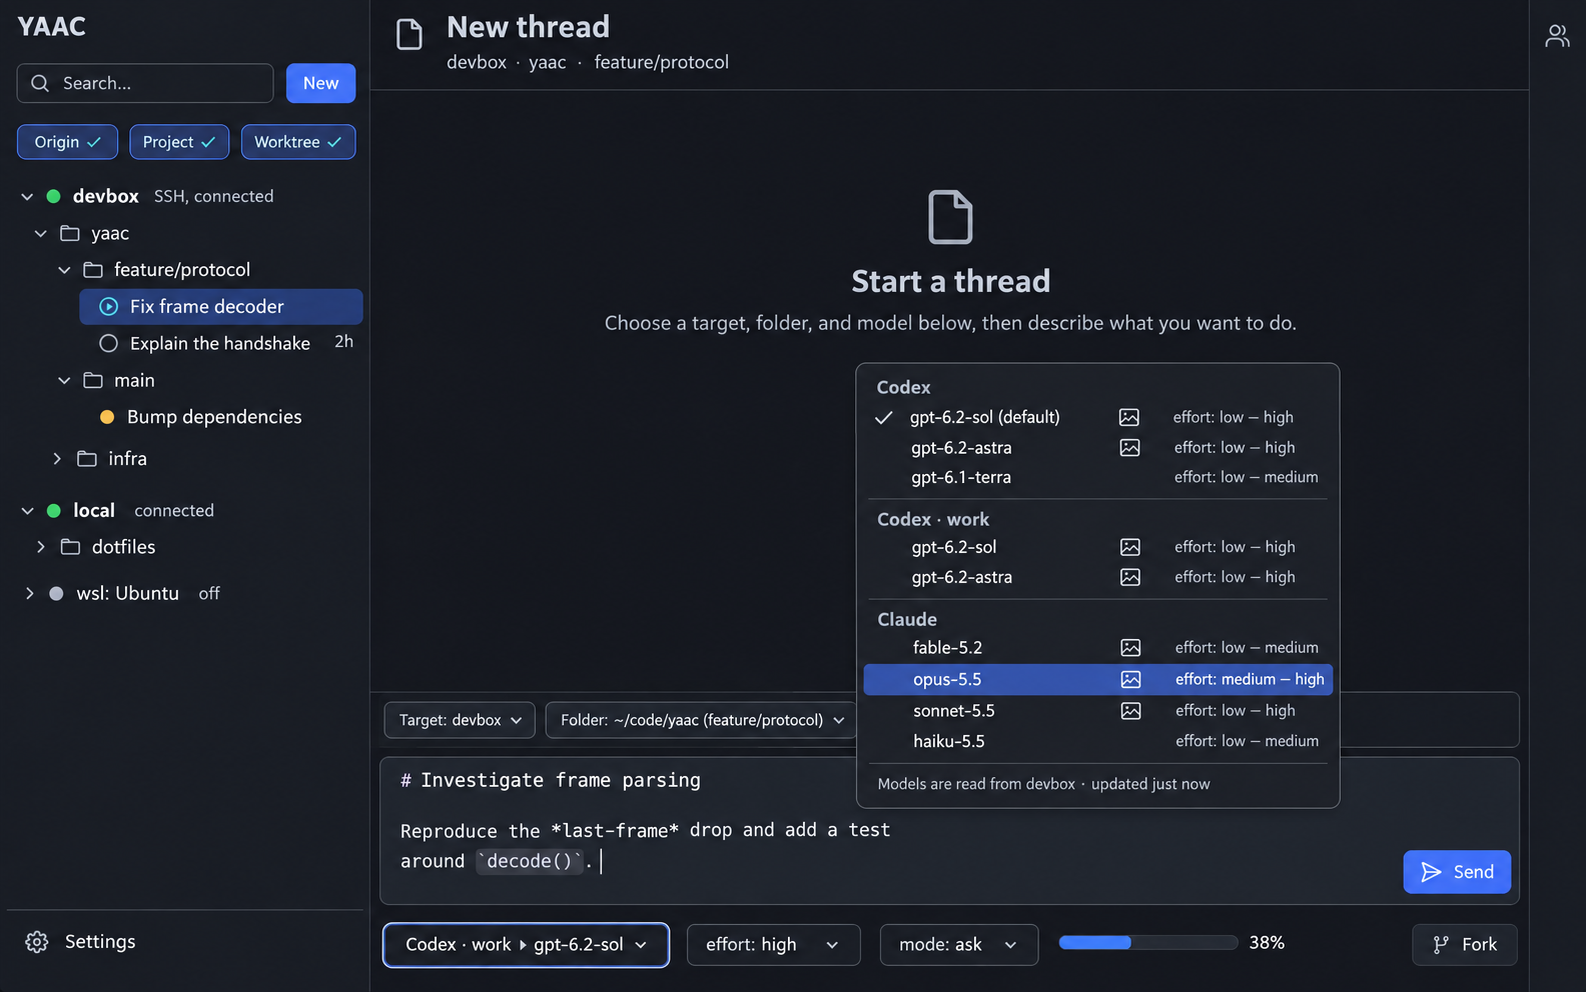 YAAC
Search...
New
Origin
Project
Worktree
devbox SSH, connected
yaac
feature/protocol
Fix frame decoder
Explain the handshake 2h
main
Bump dependencies
infra
local connected
dotfiles
wsl: Ubuntu off
Settings
New thread
devbox · yaac · feature/protocol
Start a thread
Choose a target, folder, and model below, then describe what you want to do.
Codex
gpt-6.2-sol (default) effort: low — high
gpt-6.2-astra effort: low — high
gpt-6.1-terra effort: low — medium
Codex · work
gpt-6.2-sol effort: low — high
gpt-6.2-astra effort: low — high
Claude
fable-5.2 effort: low — medium
opus-5.5 effort: medium — high
sonnet-5.5 effort: low — high
haiku-5.5 effort: low — medium
Models are read from devbox · updated just now
Target: devbox
Folder: ~/code/yaac (feature/protocol)
# Investigate frame parsing
Reproduce the *last-frame* drop and add a test
around `decode()`.
Send
Codex · work ▸ gpt-6.2-sol
effort: high
mode: ask
38%
Fork